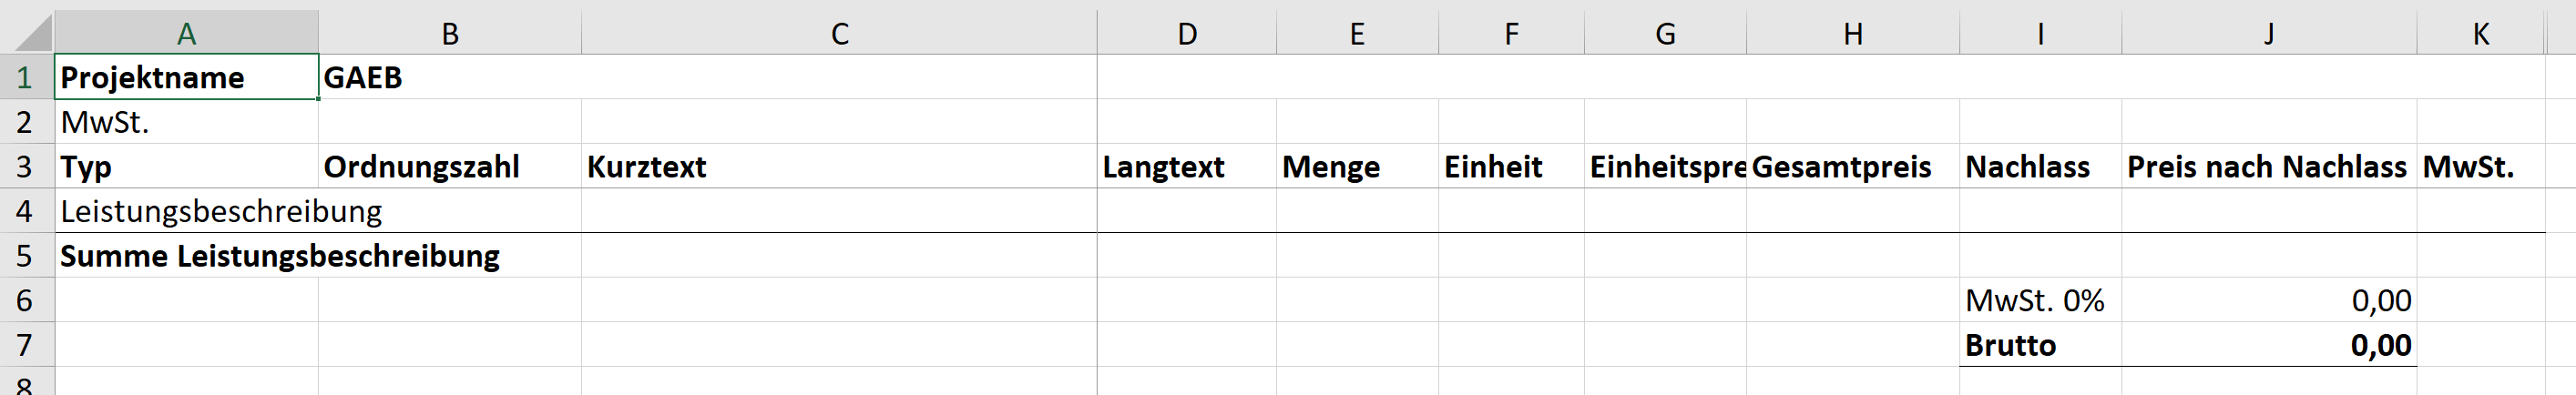 A B C D E F G H I J K
1 Projektname GAEB
2 MwSt.
3 Typ Ordnungszahl Kurztext Langtext Menge Einheit Einheitspre Gesamtpreis Nachlass Preis nach Nachlass MwSt.
4 Leistungsbeschreibung
5 Summe Leistungsbeschreibung
6 MwSt. 0% 0,00
7 Brutto 0,00
8